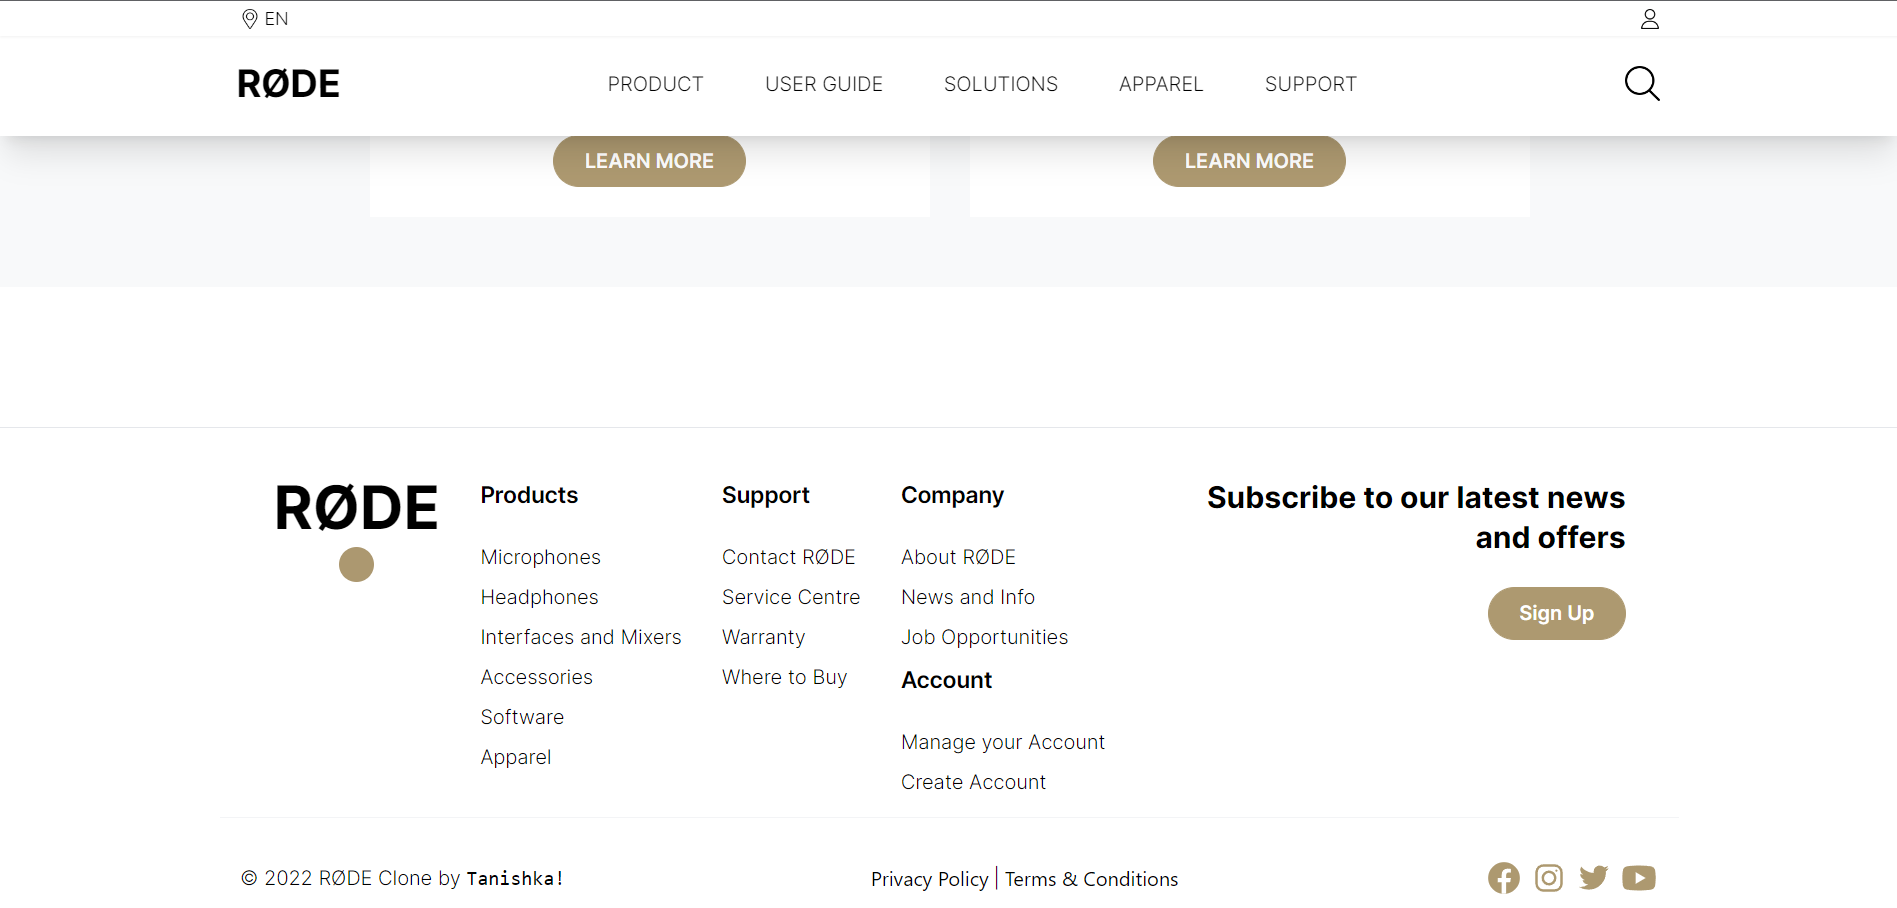 EN
RØDE
PRODUCT
USER GUIDE
SOLUTIONS
APPAREL
SUPPORT
LEARN MORE
LEARN MORE
RØDE
Products
Microphones
Headphones
Interfaces and Mixers
Accessories
Software
Apparel
Support
Contact RØDE
Service Centre
Warranty
Where to Buy
Company
About RØDE
News and Info
Job Opportunities
Account
Manage your Account
Create Account
Subscribe to our latest news
and offers
Sign Up
© 2022 RØDE Clone by Tanishka!
Privacy Policy | Terms & Conditions